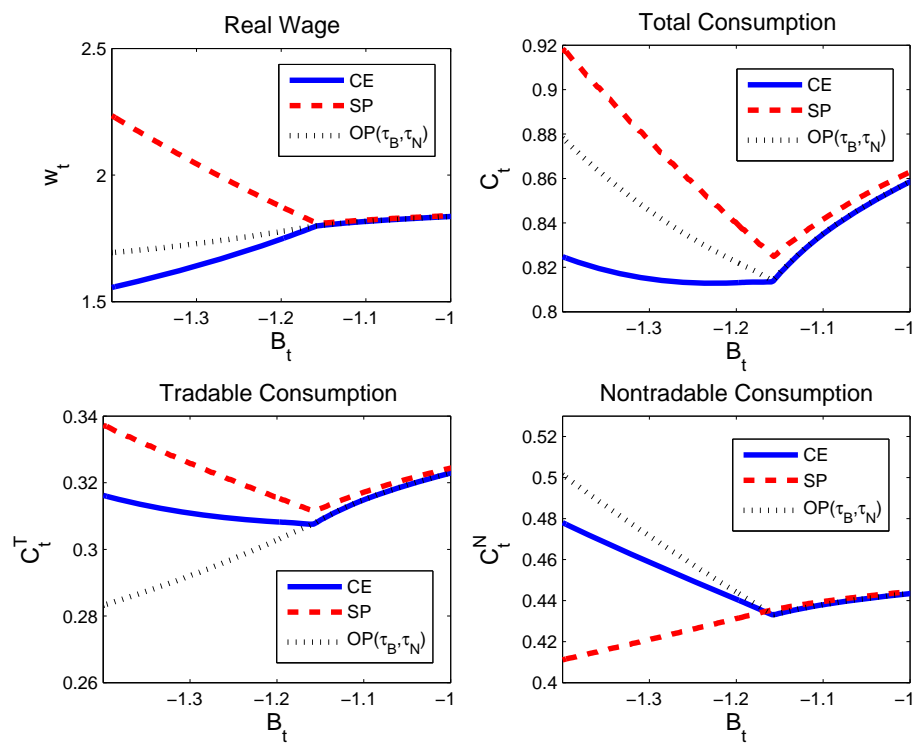 Real Wage
2.5
2
1.5
w_t
CE
SP
OP(τ_B,τ_N)
−1.3 −1.2 −1.1 −1
B_t
Total Consumption
0.92
0.9
0.88
0.86
0.84
0.82
0.8
C_t
CE
SP
OP(τ_B,τ_N)
−1.3 −1.2 −1.1 −1
B_t
Tradable Consumption
0.34
0.32
0.3
0.28
0.26
C_t^T
CE
SP
OP(τ_B,τ_N)
−1.3 −1.2 −1.1 −1
B_t
Nontradable Consumption
0.52
0.5
0.48
0.46
0.44
0.42
0.4
C_t^N
CE
SP
OP(τ_B,τ_N)
−1.3 −1.2 −1.1 −1
B_t